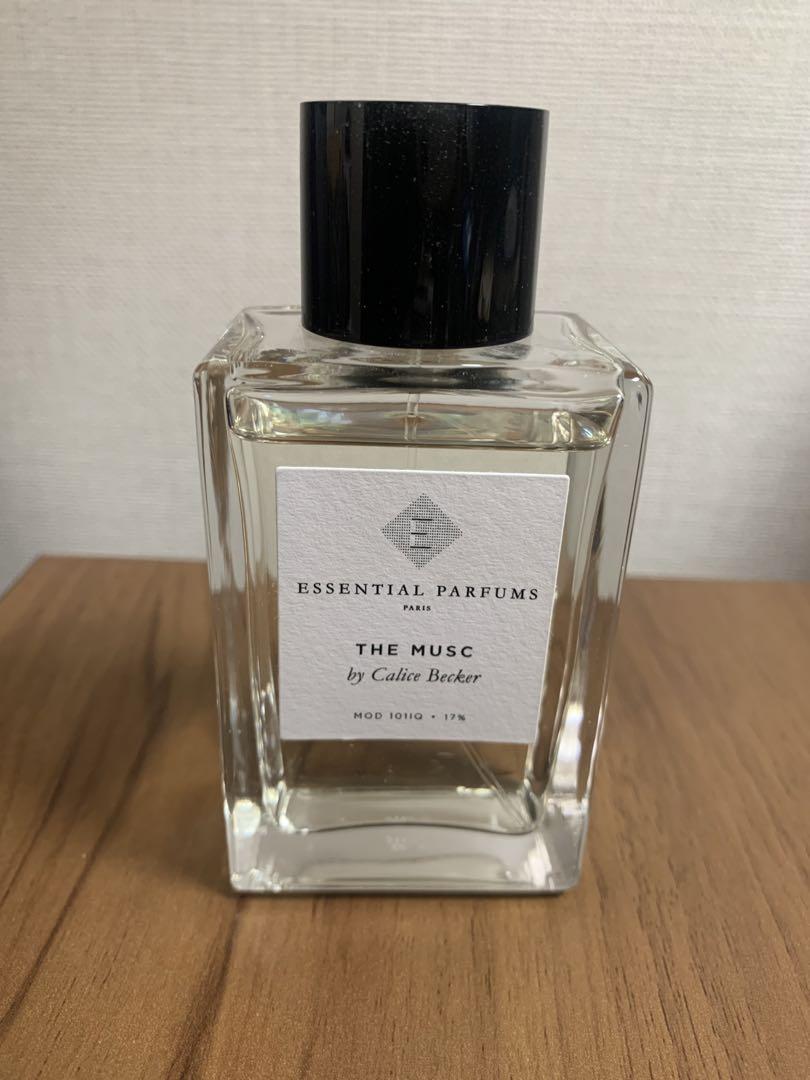 E
ESSENTIAL PARFUMS
PARIS
THE MUSC
by Calice Becker
MOD 1011Q • 17%